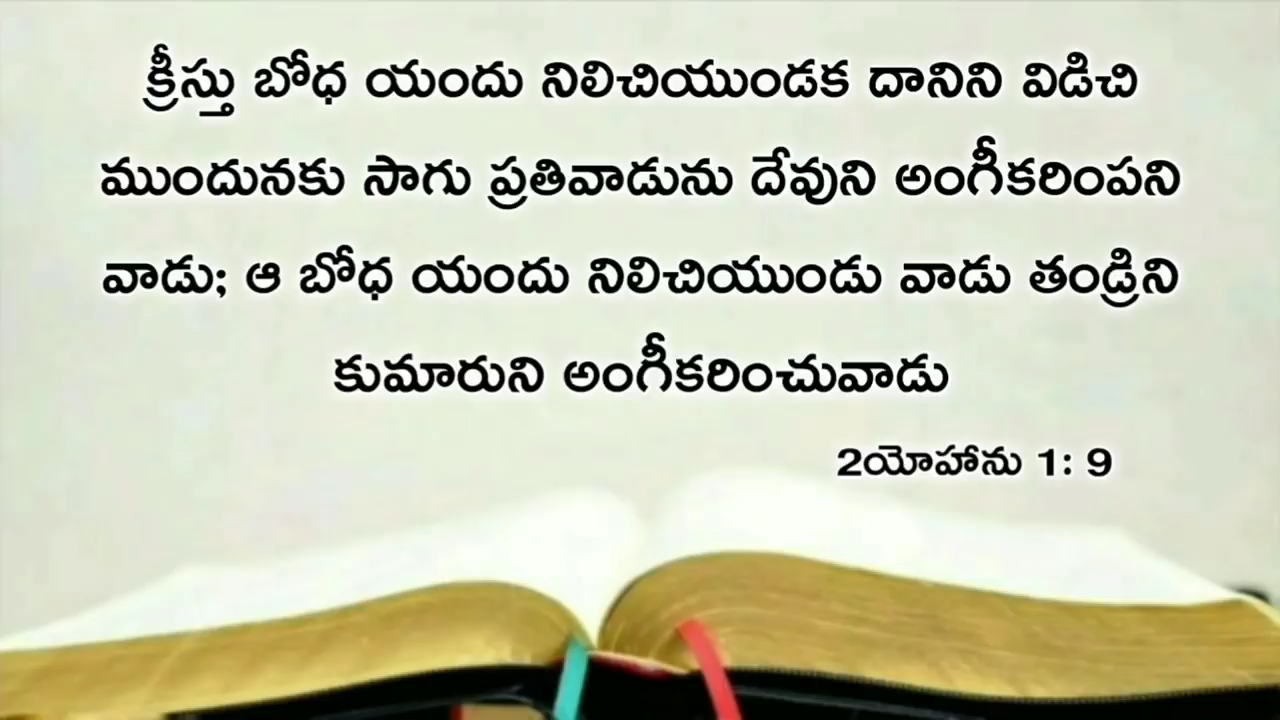 క్రీస్తు బోధ యందు నిలిచియుండక దానిని విడిచి
ముందునకు సాగు ప్రతివాడును దేవుని అంగీకరింపని
వాడు; ఆ బోధ యందు నిలిచియుండు వాడు తండ్రిని
కుమారుని అంగీకరించువాడు
2యోహాను 1: 9